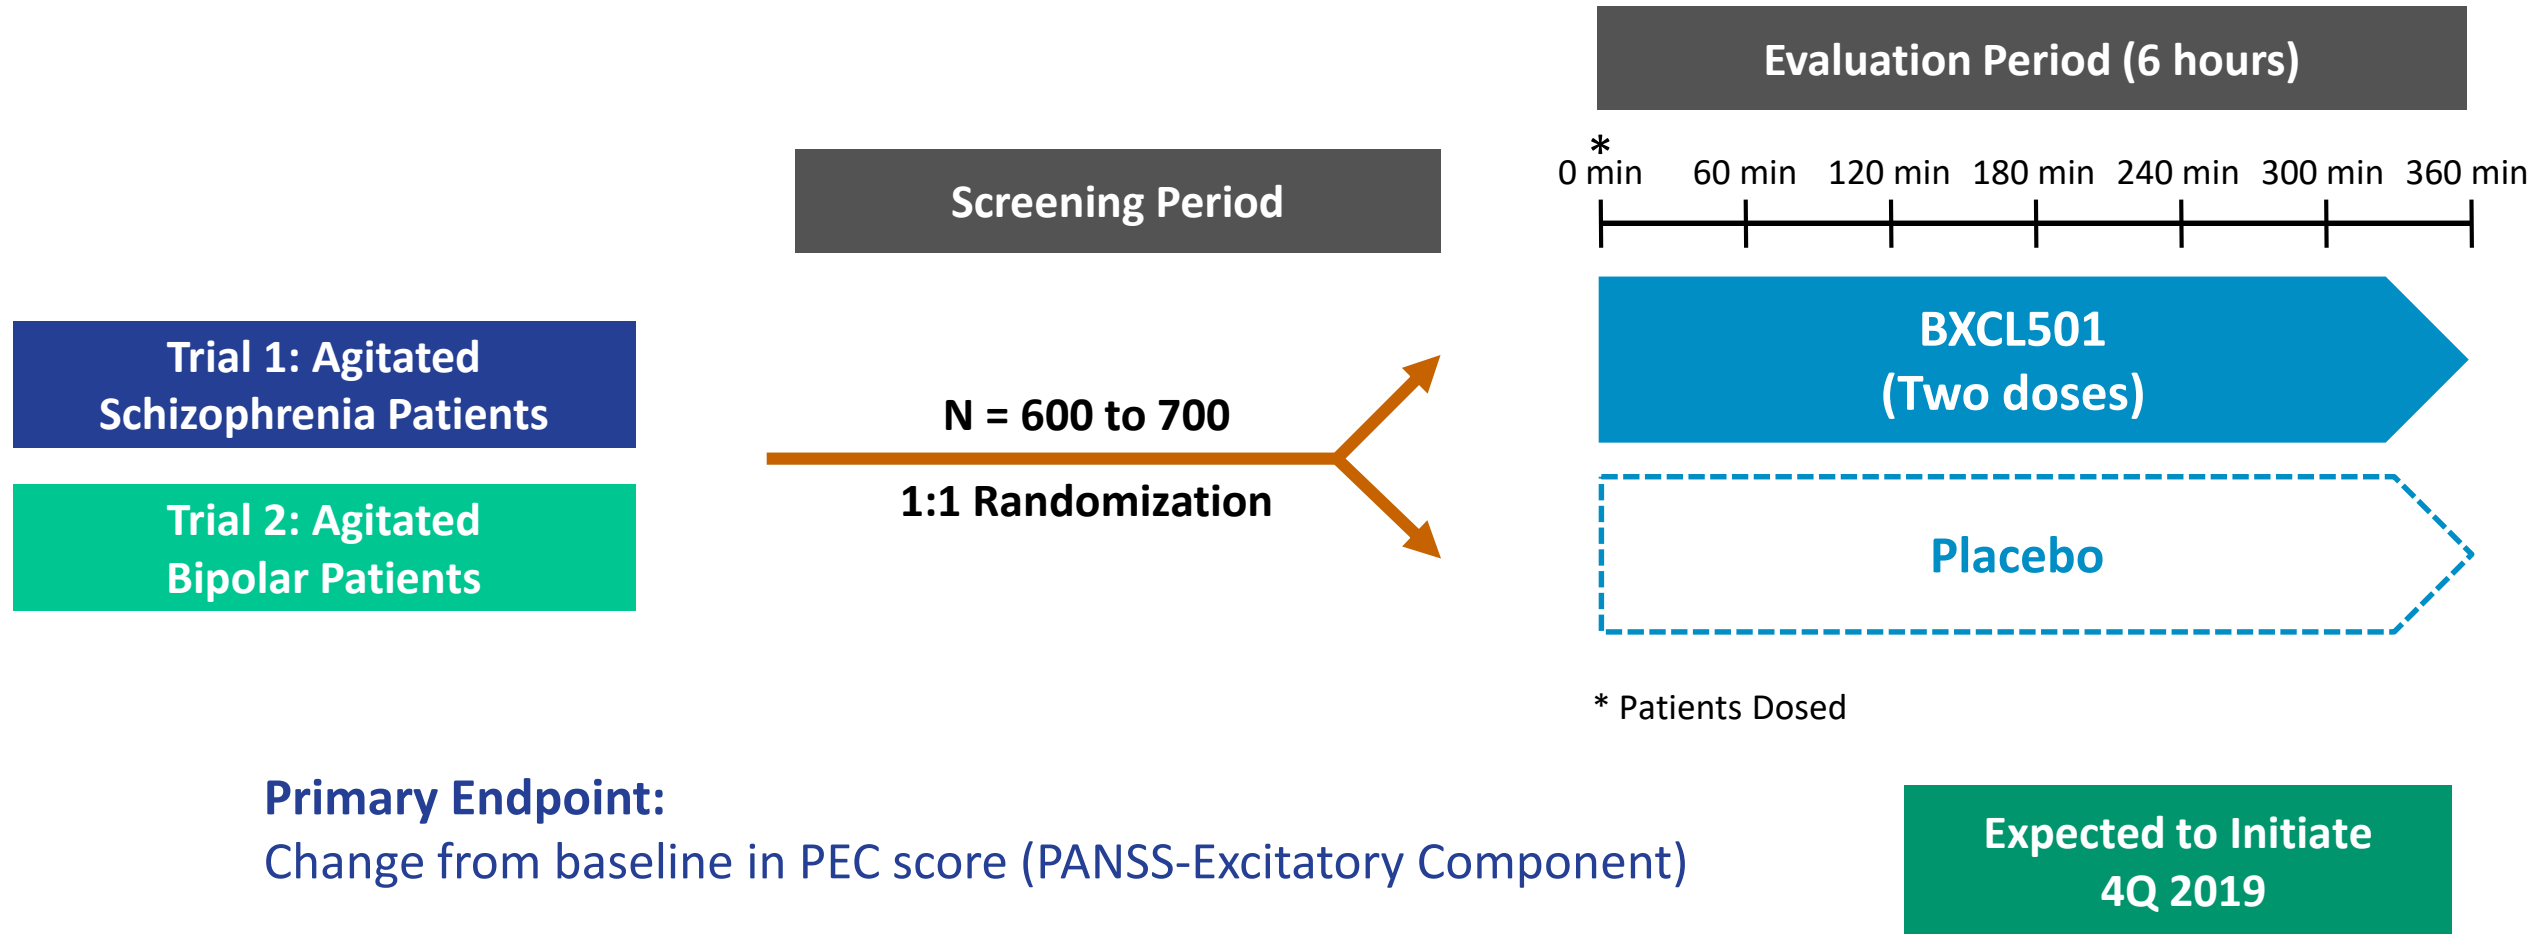 Evaluation Period (6 hours)
*
0 min 60 min 120 min 180 min 240 min 300 min 360 min
Screening Period
Trial 1: Agitated
Schizophrenia Patients
Trial 2: Agitated
Bipolar Patients
N = 600 to 700
1:1 Randomization
BXCL501
(Two doses)
Placebo
* Patients Dosed
Primary Endpoint:
Change from baseline in PEC score (PANSS-Excitatory Component)
Expected to Initiate
4Q 2019